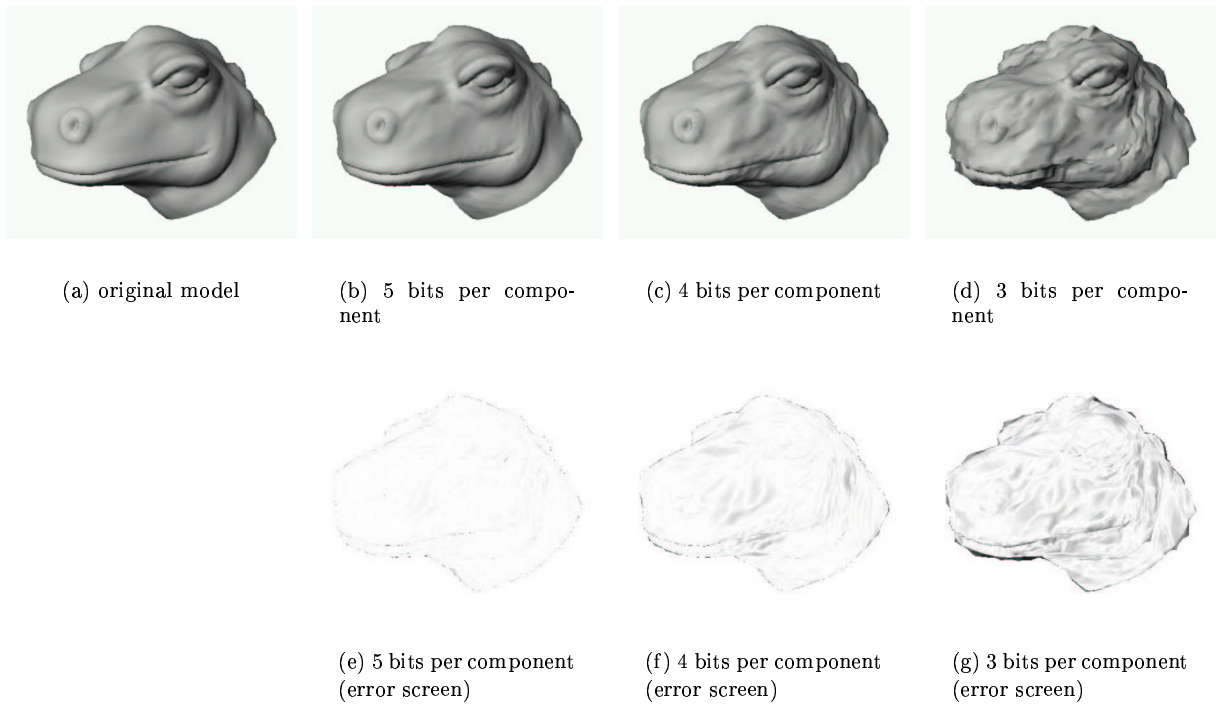 (a) original model
(b) 5 bits per compo-
nent
(c) 4 bits per component
(d) 3 bits per compo-
nent
(e) 5 bits per component
(error screen)
(f) 4 bits per component
(error screen)
(g) 3 bits per component
(error screen)